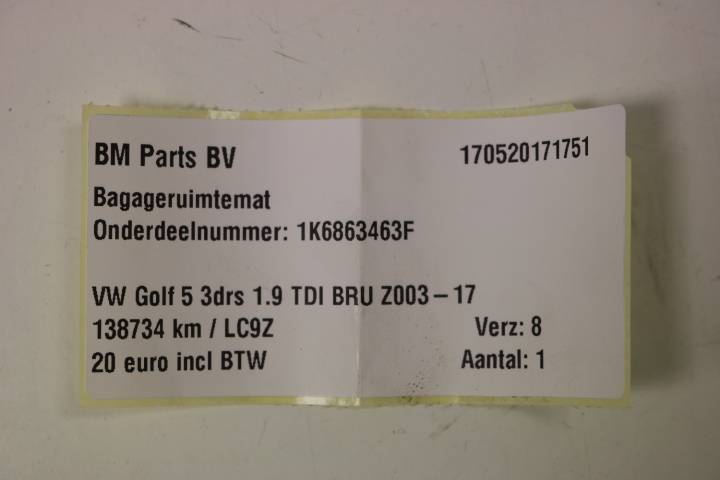 BM Parts BV 170520171751
Bagageruimtemat
Onderdeelnummer: 1K6863463F
VW Golf 5 3drs 1.9 TDI BRU Z003-17
138734 km / LC9Z Verz: 8
20 euro incl BTW Aantal: 1